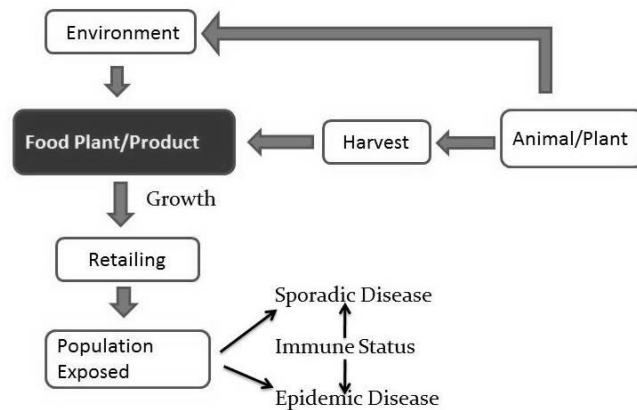 Environment
Food Plant/Product
Harvest
Animal/Plant
Growth
Retailing
Sporadic Disease
Population
Exposed
Immune Status
Epidemic Disease